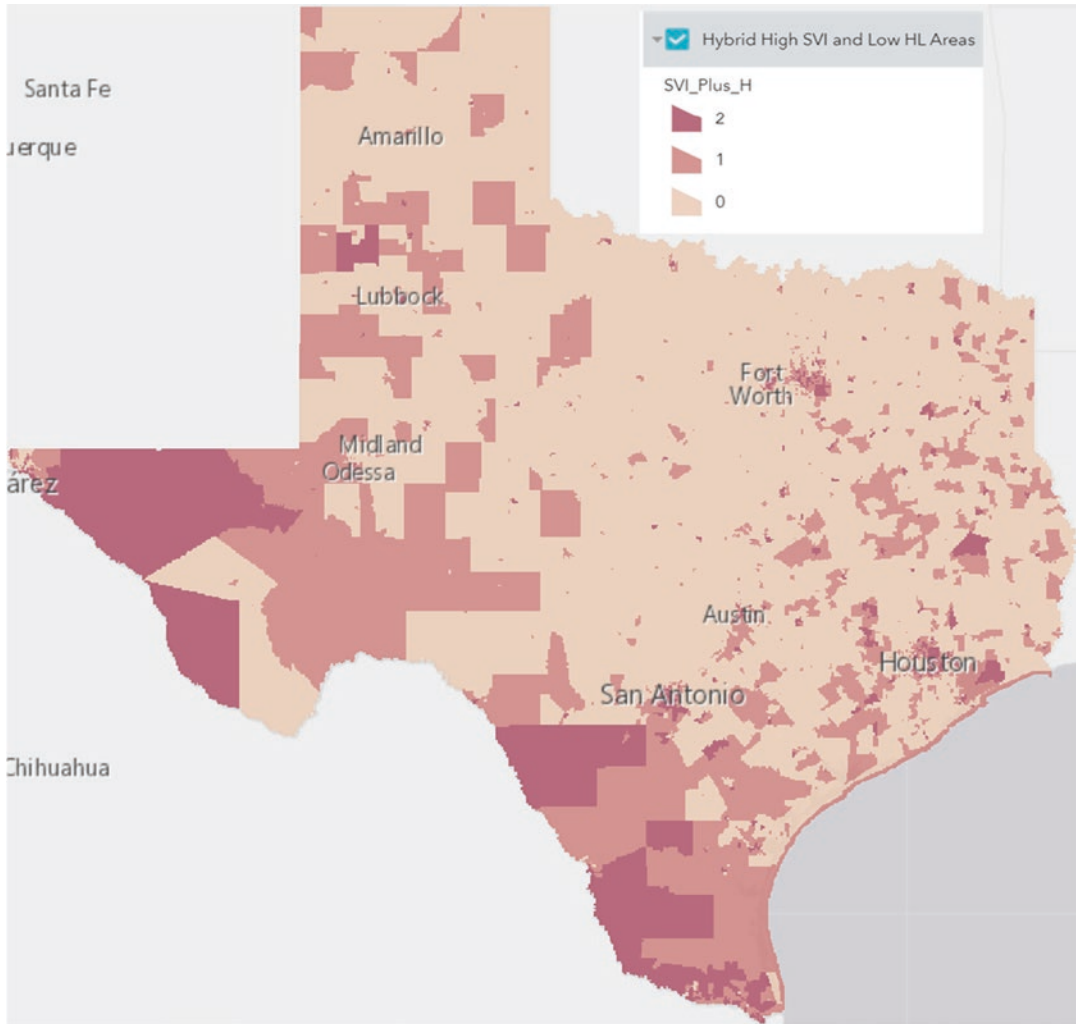 Hybrid High SVI and Low HL Areas
SVI_Plus_H
2
1
0
Santa Fe
uerque
Amarillo
Lubbock
Fort
Worth
Midland
Odessa
árez
Austin
Houston
San Antonio
Chihuahua